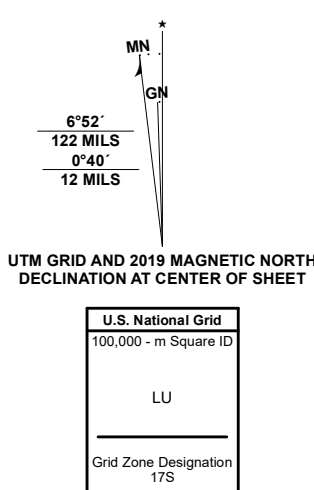 ★
MN
GN
6°52´
122 MILS
0°40´
12 MILS
UTM GRID AND 2019 MAGNETIC NORTH
DECLINATION AT CENTER OF SHEET
U.S. National Grid
100,000 - m Square ID
LU
Grid Zone Designation
17S